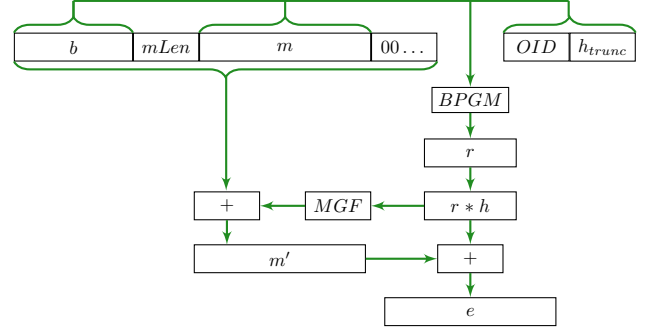 b mLen m 00... OID h_trunc
BPGM
r
+ MGF r * h
m′ +
e